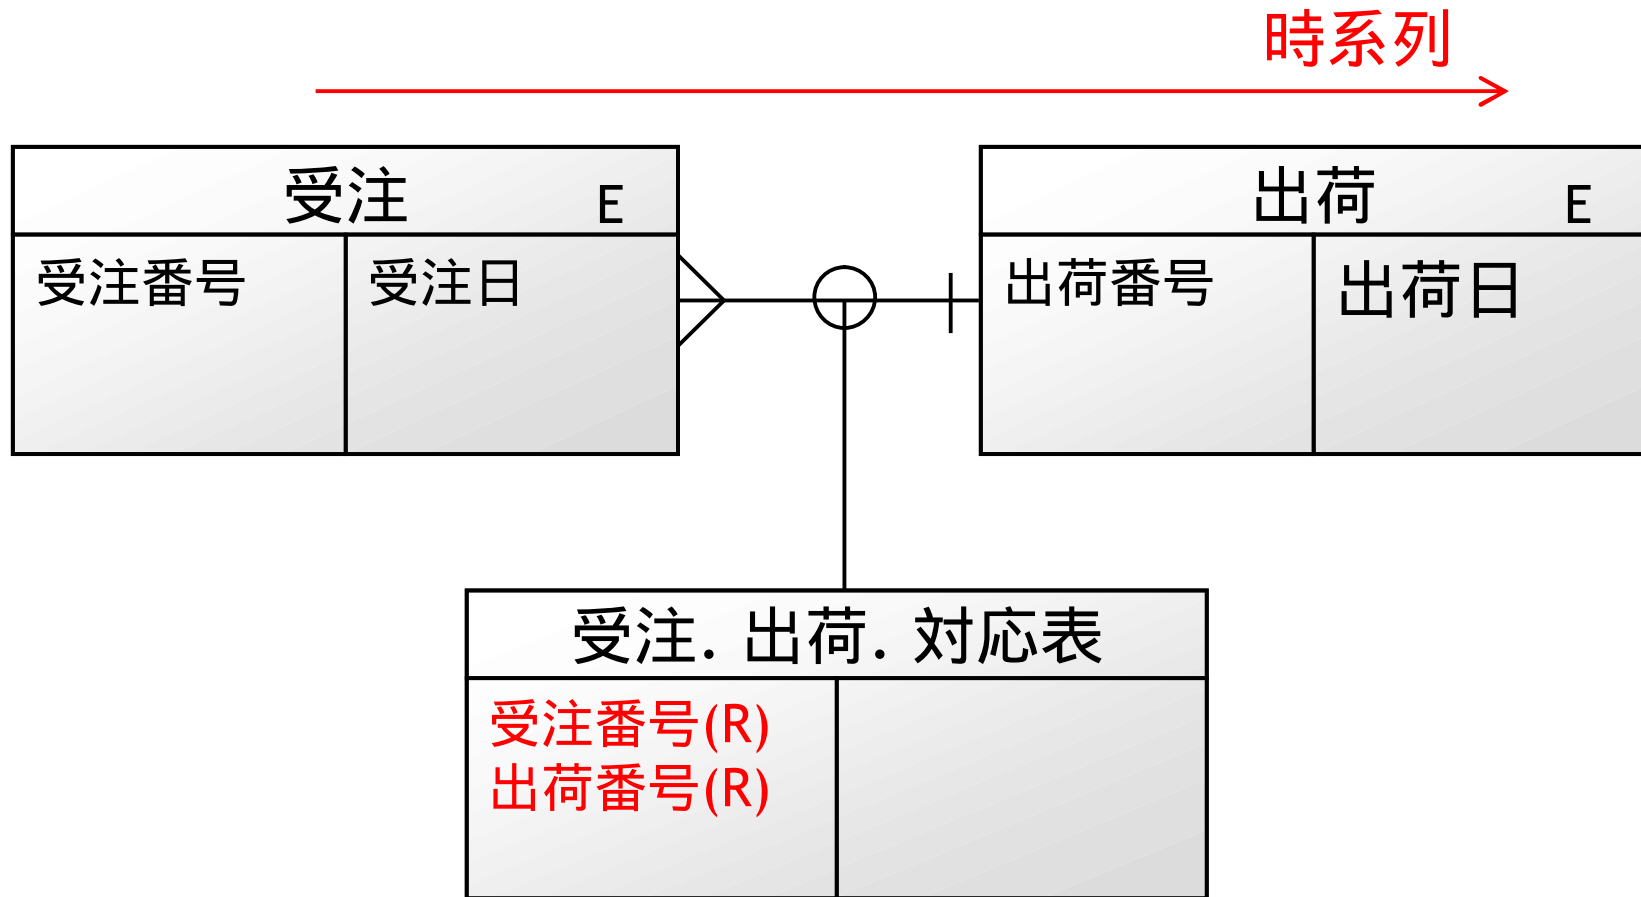 時系列
受注 E
受注番号 受注日
出荷 E
出荷番号 出荷日
受注. 出荷. 対応表
受注番号(R)
出荷番号(R)